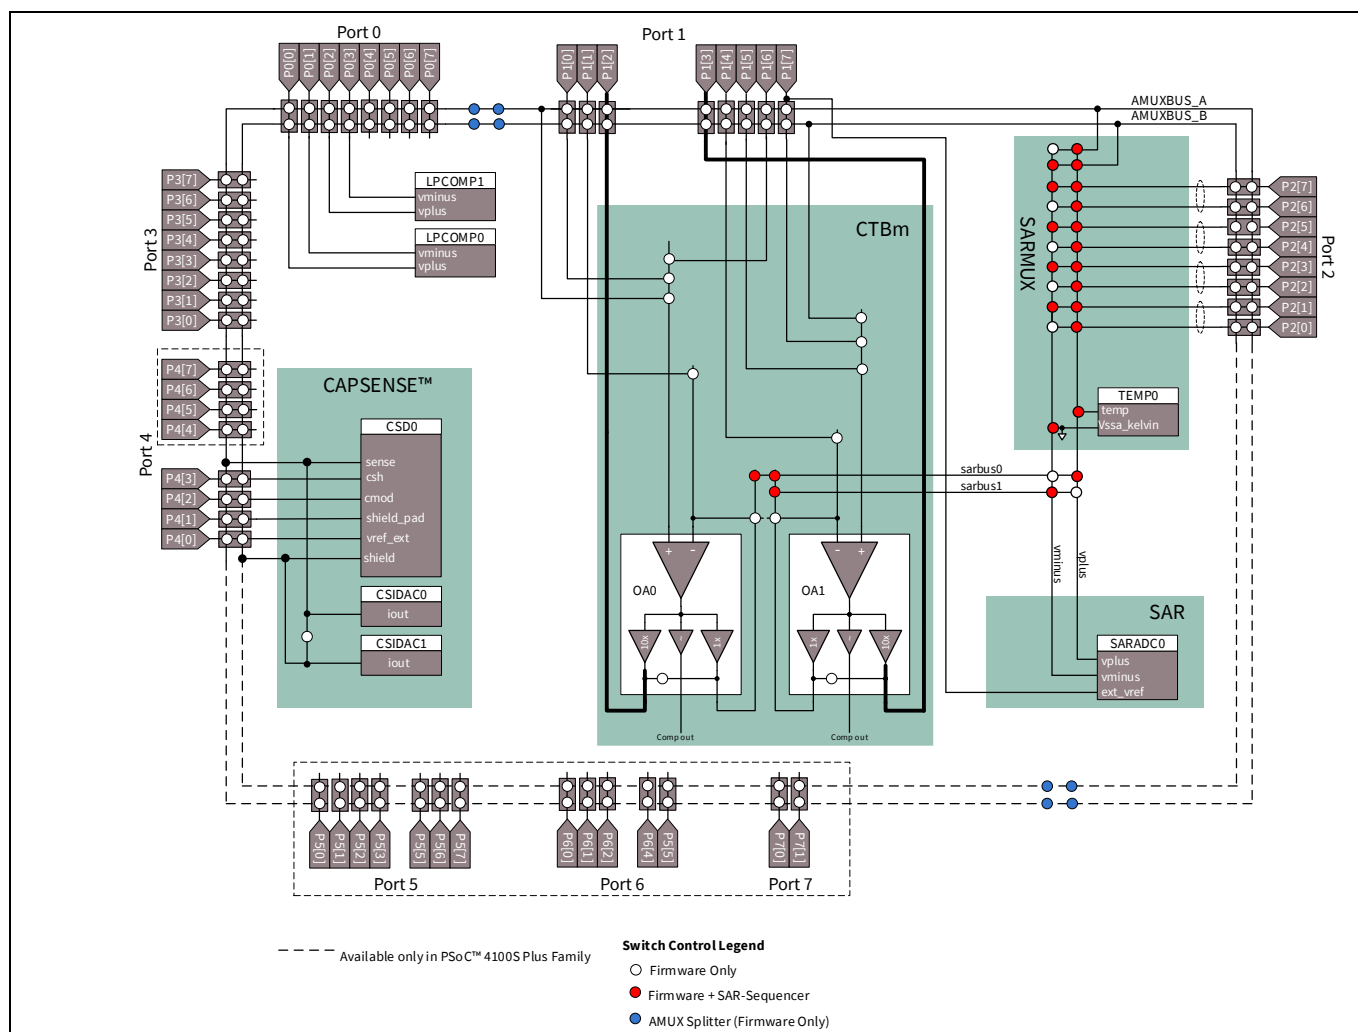 Port 0
Port 1
P0[0]
P0[1]
P0[2]
P0[3]
P0[4]
P0[5]
P0[6]
P0[7]
P1[0]
P1[1]
P1[2]
P1[3]
P1[4]
P1[5]
P1[6]
P1[7]
AMUXBUS_A
AMUXBUS_B
P3[7]
P3[6]
P3[5]
P3[4]
P3[3]
P3[2]
P3[1]
P3[0]
Port 3
LPCOMP1
vminus
vplus
LPCOMP0
vminus
vplus
CTBm
SARMUX
P2[7]
P2[6]
P2[5]
P2[4]
P2[3]
P2[2]
P2[1]
P2[0]
Port 2
P4[7]
P4[6]
P4[5]
P4[4]
Port 4
P4[3]
P4[2]
P4[1]
P4[0]
CAPSENSE™
CSD0
sense
csh
cmod
shield_pad
vref_ext
shield
CSIDAC0
iout
CSIDAC1
iout
TEMP0
temp
Vssa_kelvin
sarbus0
sarbus1
+
−
−
+
OA0
OA1
10x
~
1x
1x
~
10x
Comp out
Comp out
vminus
vplus
SAR
SARADC0
vplus
vminus
ext_vref
P5[0]
P5[1]
P5[2]
P5[3]
P5[5]
P5[6]
P5[7]
P6[0]
P6[1]
P6[2]
P6[4]
P5[5]
P7[0]
P7[1]
Port 5
Port 6
Port 7
Available only in PSoC™ 4100S Plus Family
Switch Control Legend
Firmware Only
Firmware + SAR-Sequencer
AMUX Splitter (Firmware Only)